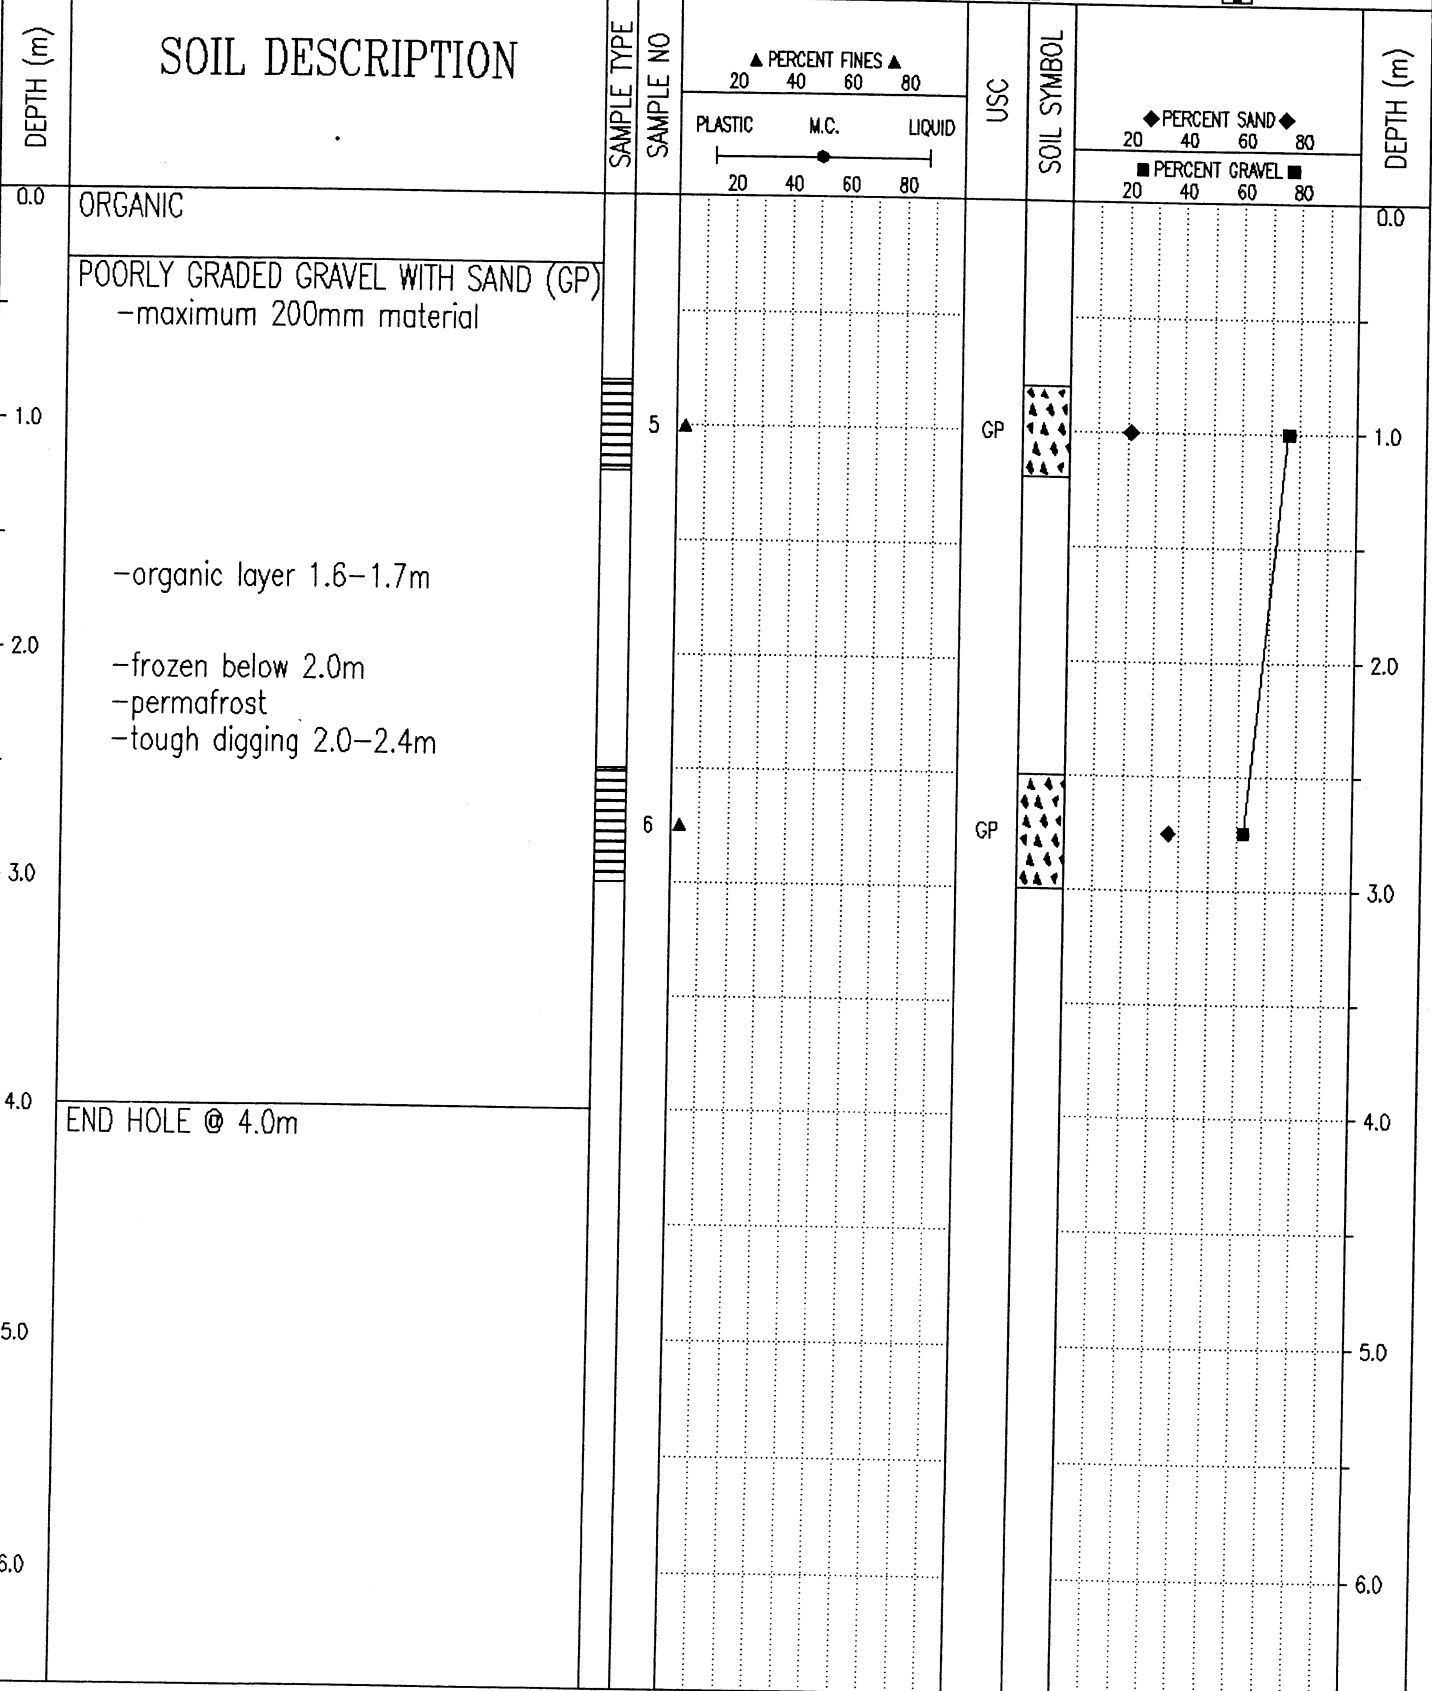 DEPTH (m)
SOIL DESCRIPTION
SAMPLE TYPE
SAMPLE NO
▲ PERCENT FINES ▲
20 40 60 80
PLASTIC M.C. LIQUID
20 40 60 80
USC
SOIL SYMBOL
◆PERCENT SAND◆
20 40 60 80
■PERCENT GRAVEL■
20 40 60 80
DEPTH (m)
0.0
ORGANIC
0.0
POORLY GRADED GRAVEL WITH SAND (GP)
-maximum 200mm material
1.0
5
GP
1.0
-organic layer 1.6-1.7m
2.0
-frozen below 2.0m
2.0
-permafrost
-tough digging 2.0-2.4m
6
GP
3.0
3.0
4.0
END HOLE @ 4.0m
4.0
5.0
5.0
6.0
6.0